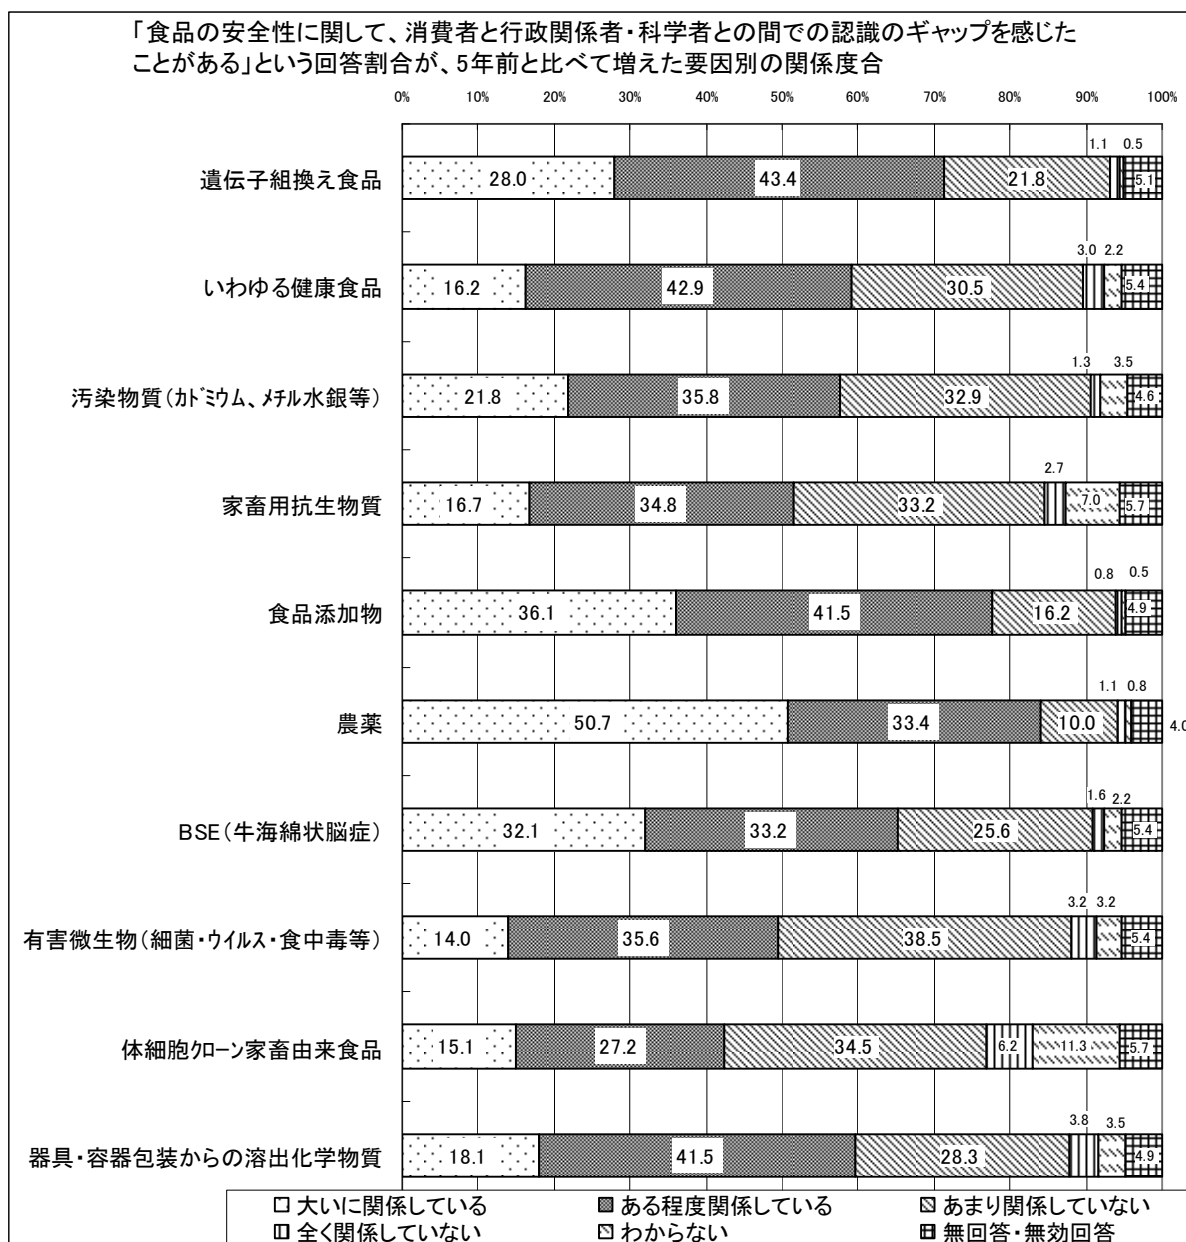 「食品の安全性に関して、消費者と行政関係者・科学者との間での認識のギャップを感じた
ことがある」という回答割合が、5年前と比べて増えた要因別の関係度合
0% 10% 20% 30% 40% 50% 60% 70% 80% 90% 100%
1.1 0.5
遺伝子組換え食品 28.0 43.4 21.8 5.1
3.0 2.2
いわゆる健康食品 16.2 42.9 30.5 5.4
1.3 3.5
汚染物質(カドミウム、メチル水銀等) 21.8 35.8 32.9 4.6
2.7
家畜用抗生物質 16.7 34.8 33.2 7.0 5.7
0.8 0.5
食品添加物 36.1 41.5 16.2 4.9
1.1 0.8
農薬 50.7 33.4 10.0 4.0
1.6 2.2
BSE(牛海綿状脳症) 32.1 33.2 25.6 5.4
3.2 3.2
有害微生物(細菌・ウイルス・食中毒等) 14.0 35.6 38.5 5.4
体細胞クローン家畜由来食品 15.1 27.2 34.5 6.2 11.3 5.7
3.8 3.5
器具・容器包装からの溶出化学物質 18.1 41.5 28.3 4.9
大いに関係している ある程度関係している あまり関係していない
全く関係していない わからない 無回答・無効回答